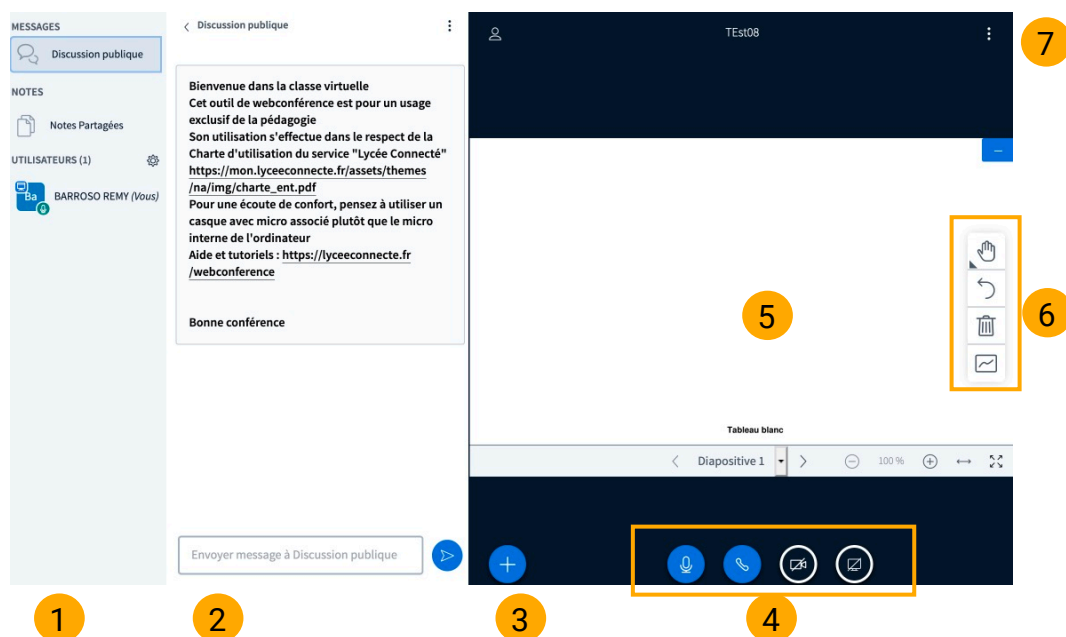 MESSAGES
Discussion publique
NOTES
Notes Partagées
UTILISATEURS (1)
Ba
BARROSO REMY (Vous)
1
Discussion publique
Bienvenue dans la classe virtuelle
Cet outil de webconférence est pour un usage
exclusif de la pédagogie
Son utilisation s'effectue dans le respect de la
Charte d'utilisation du service "Lycée Connecté"
https://mon.lyceeconnecte.fr/assets/themes
/na/img/charte_ent.pdf
Pour une écoute de confort, pensez à utiliser un
casque avec micro associé plutôt que le micro
interne de l'ordinateur
Aide et tutoriels : https://lyceeconnecte.fr
/webconference
Bonne conférence
Envoyer message à Discussion publique
2
TEst08
7
5
6
Tableau blanc
Diapositive 1
100 %
3
4